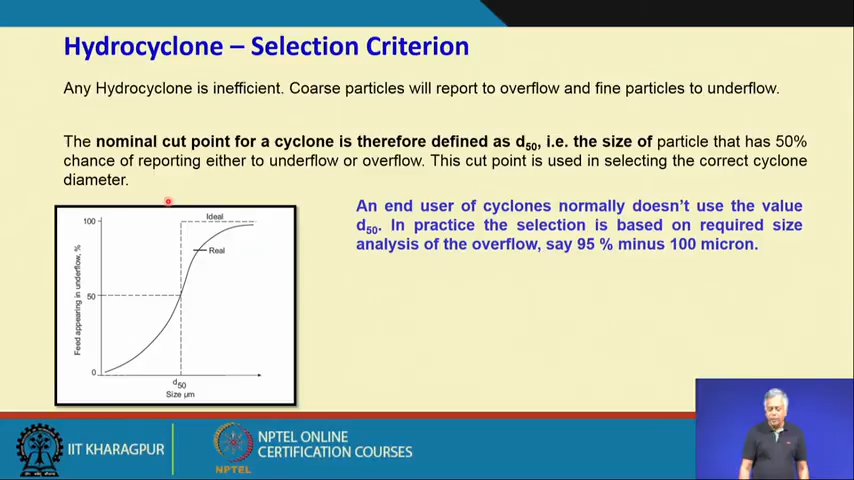 Hydrocyclone – Selection Criterion
Any Hydrocyclone is inefficient. Coarse particles will report to overflow and fine particles to underflow.
The nominal cut point for a cyclone is therefore defined as d50, i.e. the size of particle that has 50%
chance of reporting either to underflow or overflow. This cut point is used in selecting the correct cyclone
diameter.
An end user of cyclones normally doesn't use the value
d50. In practice the selection is based on required size
analysis of the overflow, say 95 % minus 100 micron.
Feed appearing in underflow, %
100
50
0
Ideal
Real
d50
Size µm
IIT KHARAGPUR
NPTEL
NPTEL ONLINE
CERTIFICATION COURSES